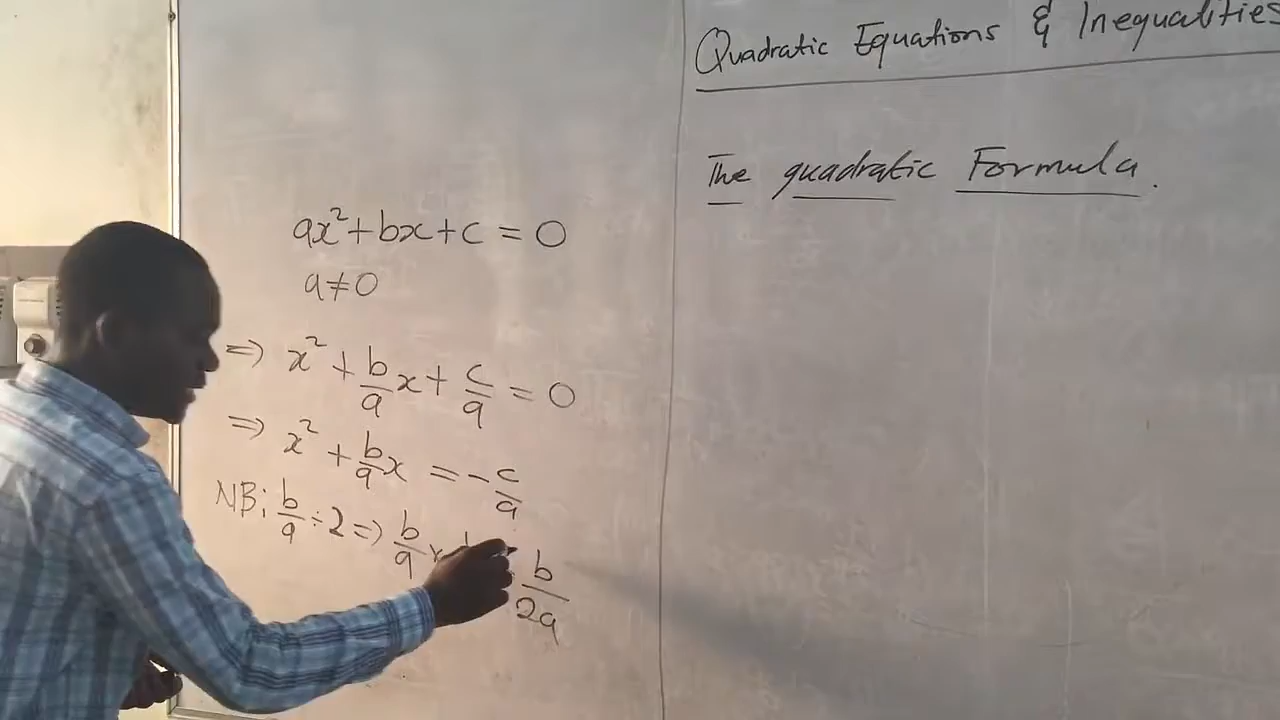 ax²+bx+c = 0
a≠0
⇒ x² + b/a x + c/a = 0
⇒ x² + b/a x = -c/a
NB; b/a ÷ 2 ⇒ b/a × b/2a
Quadratic Equations & Inequalities
The quadratic Formula.